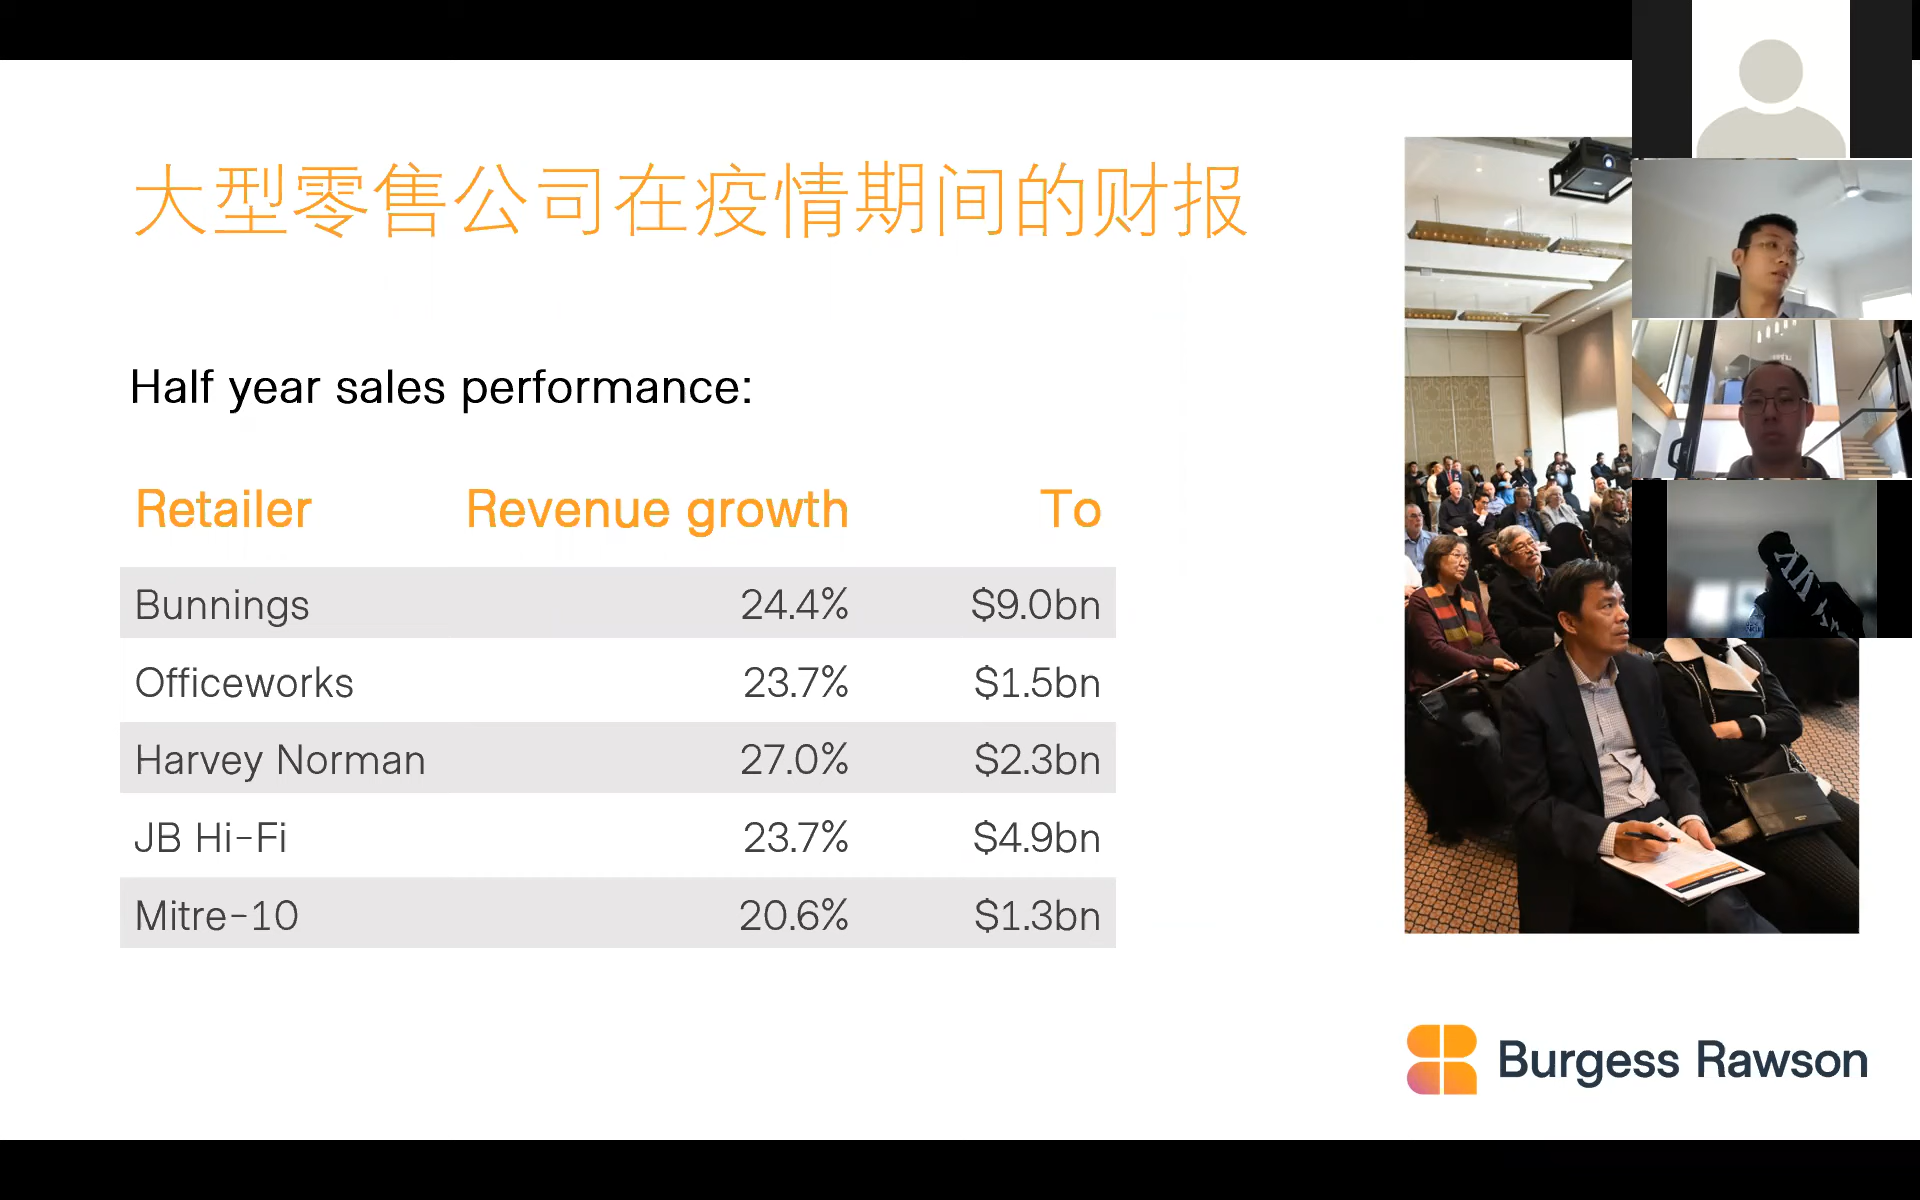 大型零售公司在疫情期间的财报
Half year sales performance:
Retailer Revenue growth To
Bunnings 24.4% $9.0bn
Officeworks 23.7% $1.5bn
Harvey Norman 27.0% $2.3bn
JB Hi-Fi 23.7% $4.9bn
Mitre-10 20.6% $1.3bn
Burgess Rawson